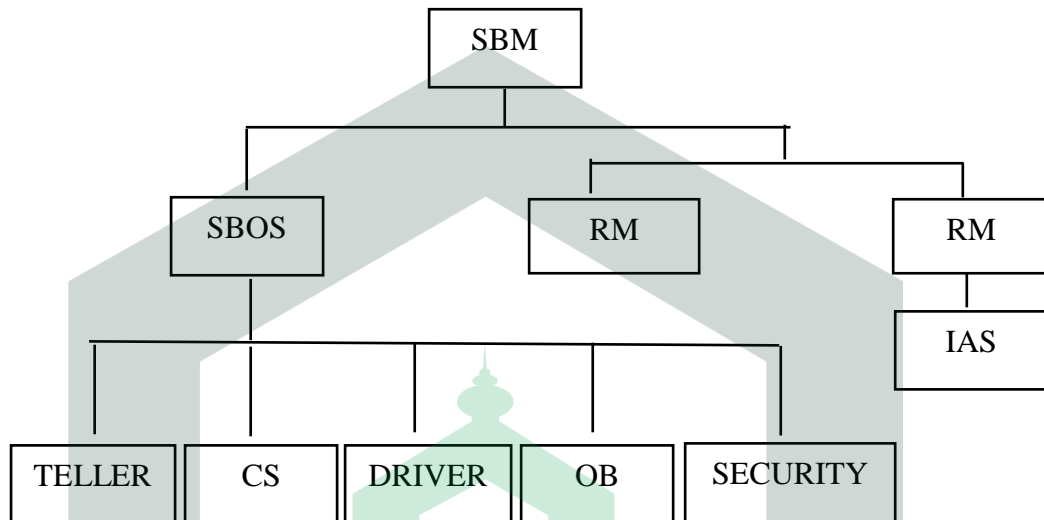 SBM
SBOS
RM
RM
IAS
TELLER
CS
DRIVER
OB
SECURITY